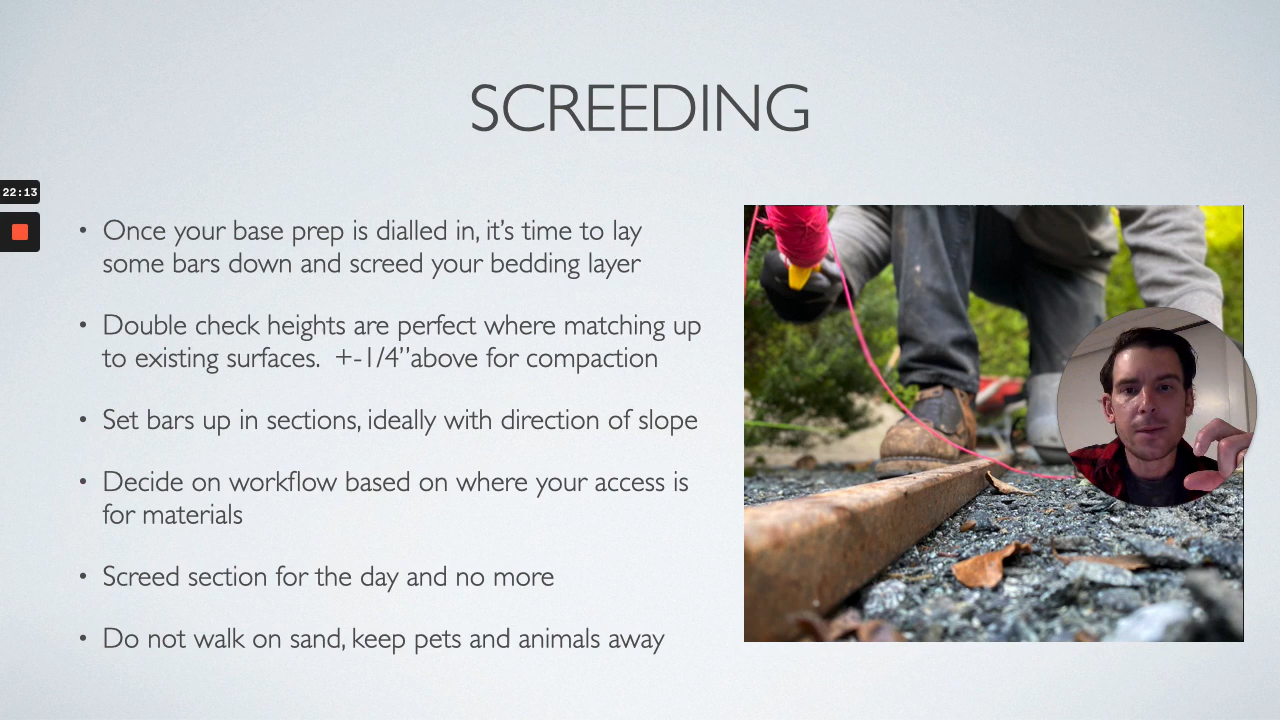 SCREEDING
22:13
• Once your base prep is dialled in, it’s time to lay
some bars down and screed your bedding layer
• Double check heights are perfect where matching up
to existing surfaces.  +-1/4”above for compaction
• Set bars up in sections, ideally with direction of slope
• Decide on workflow based on where your access is
for materials
• Screed section for the day and no more
• Do not walk on sand, keep pets and animals away